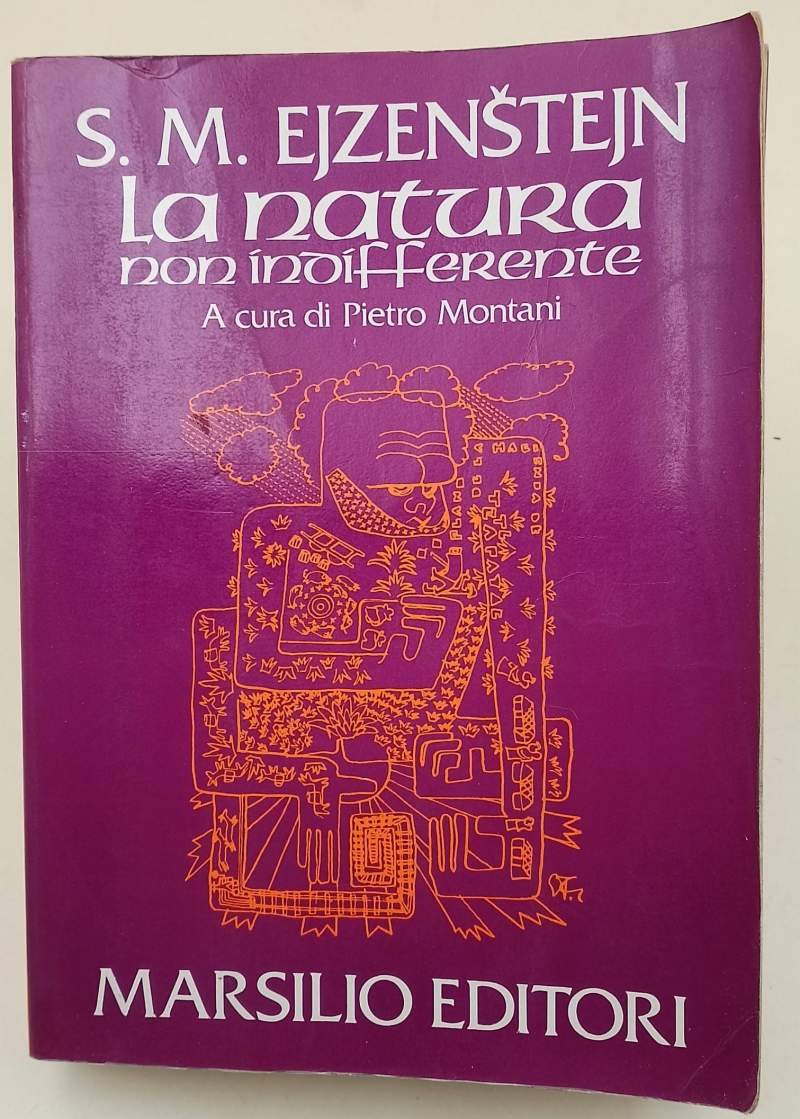 S. M. EJZENŠTEJN
La natura
non indifferente
A cura di Pietro Montani
MARSILIO EDITORI